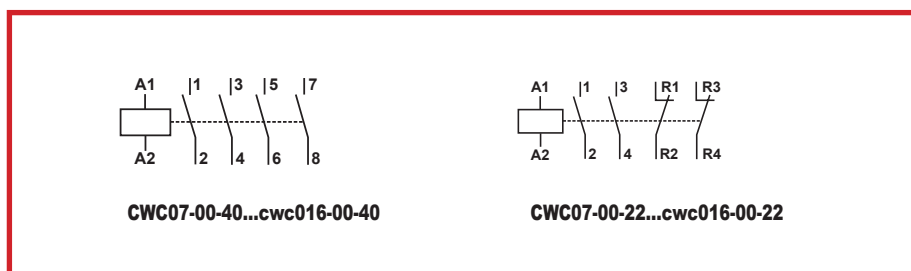 A1 1 3 5 7
A2 2 4 6 8
CWC07-00-40...cwc016-00-40
A1 1 3 R1 R3
A2 2 4 R2 R4
CWC07-00-22...cwc016-00-22